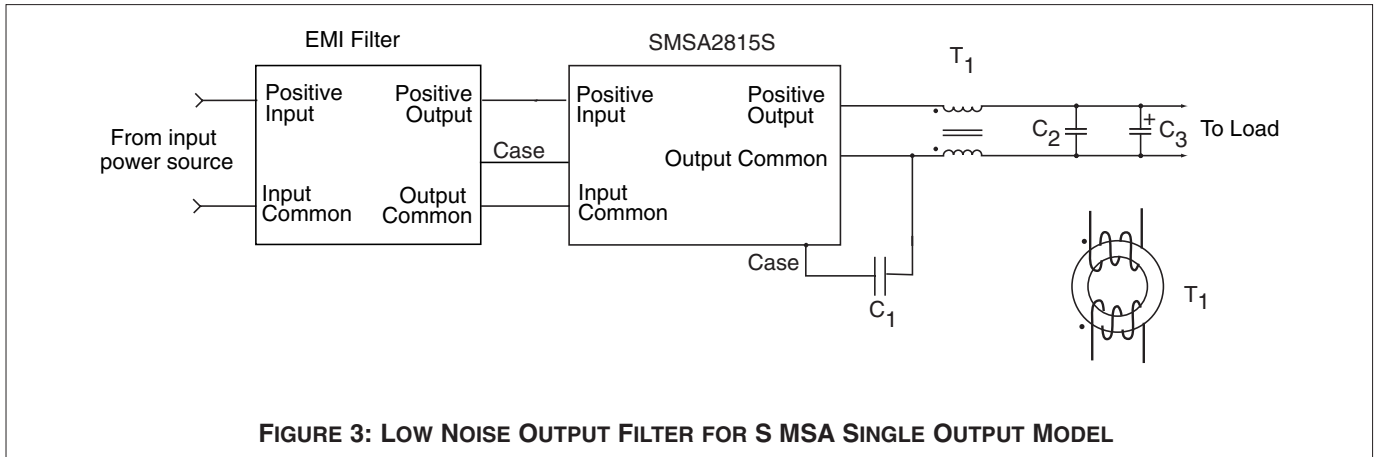 EMI Filter
SMSA2815S
T1
Positive Input
Positive Output
Positive Input
Positive Output
C2
+
C3
To Load
From input power source
Case
Output Common
Input Common
Output Common
Input Common
Case
C1
T1
FIGURE 3: LOW NOISE OUTPUT FILTER FOR S MSA SINGLE OUTPUT MODEL